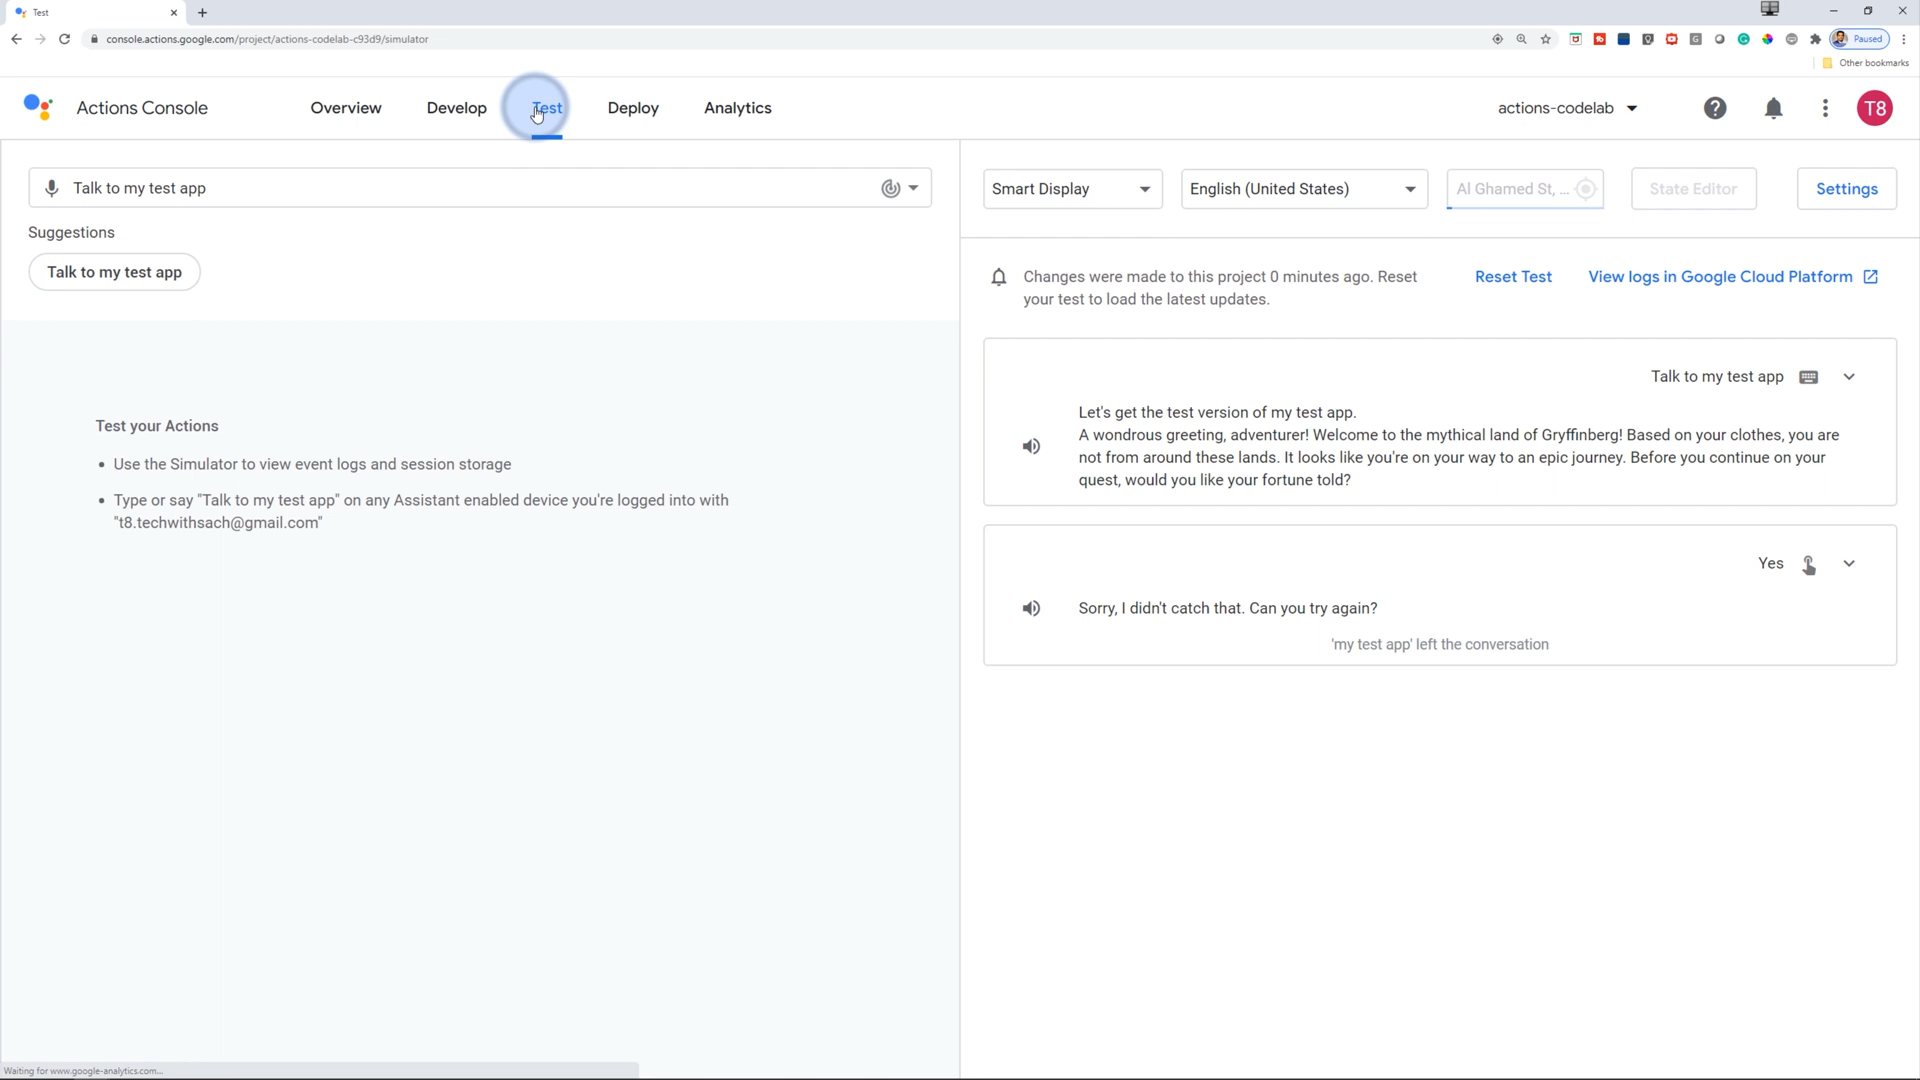 Test
console.actions.google.com/project/actions-codelab-c93d9/simulator
Paused
Other bookmarks
Actions Console
Overview
Develop
Test
Deploy
Analytics
actions-codelab
T8
Talk to my test app
Suggestions
Talk to my test app
Test your Actions
• Use the Simulator to view event logs and session storage
• Type or say "Talk to my test app" on any Assistant enabled device you're logged into with
"t8.techwithsach@gmail.com"
Smart Display
English (United States)
Al Ghamed St, ...
State Editor
Settings
Changes were made to this project 0 minutes ago. Reset
your test to load the latest updates.
Reset Test
View logs in Google Cloud Platform
Talk to my test app
Let's get the test version of my test app.
A wondrous greeting, adventurer! Welcome to the mythical land of Gryffinberg! Based on your clothes, you are
not from around these lands. It looks like you're on your way to an epic journey. Before you continue on your
quest, would you like your fortune told?
Yes
Sorry, I didn't catch that. Can you try again?
'my test app' left the conversation
Waiting for www.google-analytics.com...